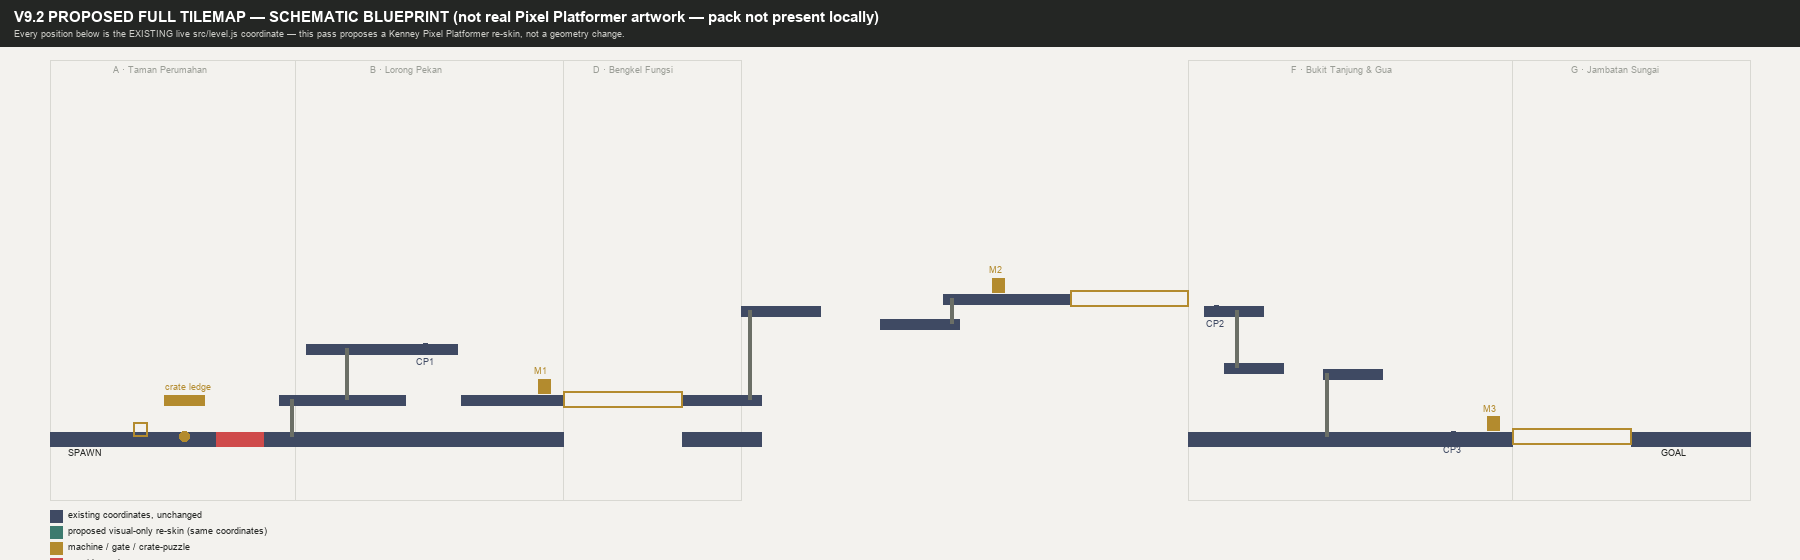 V9.2 PROPOSED FULL TILEMAP — SCHEMATIC BLUEPRINT (not real Pixel Platformer artwork — pack not present locally)
Every position below is the EXISTING live src/level.js coordinate — this pass proposes a Kenney Pixel Platformer re-skin, not a geometry change.
A · Taman Perumahan
B · Lorong Pekan
D · Bengkel Fungsi
F · Bukit Tanjung & Gua
G · Jambatan Sungai
M2
CP2
CP1
M1
crate ledge
M3
SPAWN
CP3
GOAL
existing coordinates, unchanged
proposed visual-only re-skin (same coordinates)
machine / gate / crate-puzzle